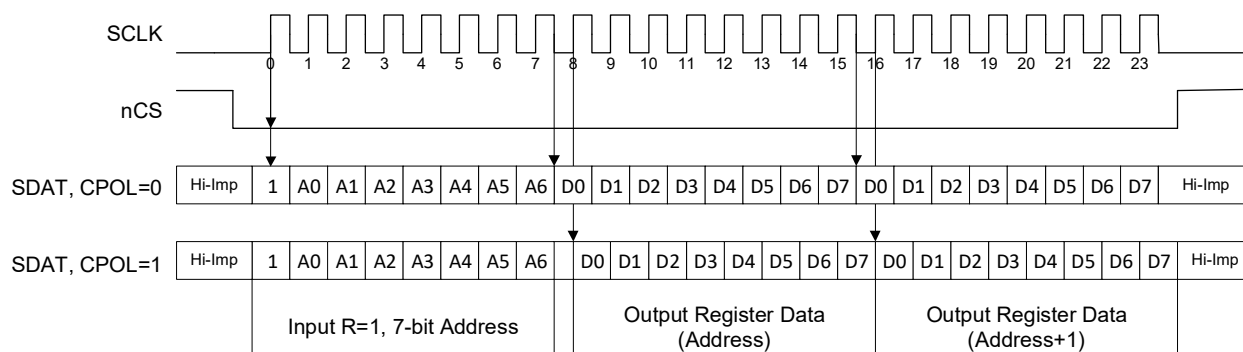 SCLK
0 1 2 3 4 5 6 7 8 9 10 11 12 13 14 15 16 17 18 19 20 21 22 23
nCS
SDAT, CPOL=0 Hi-Imp 1 A0 A1 A2 A3 A4 A5 A6 D0 D1 D2 D3 D4 D5 D6 D7 D0 D1 D2 D3 D4 D5 D6 D7 Hi-Imp
SDAT, CPOL=1 Hi-Imp 1 A0 A1 A2 A3 A4 A5 A6 D0 D1 D2 D3 D4 D5 D6 D7 D0 D1 D2 D3 D4 D5 D6 D7 Hi-Imp
Input R=1, 7-bit Address
Output Register Data
(Address)
Output Register Data
(Address+1)